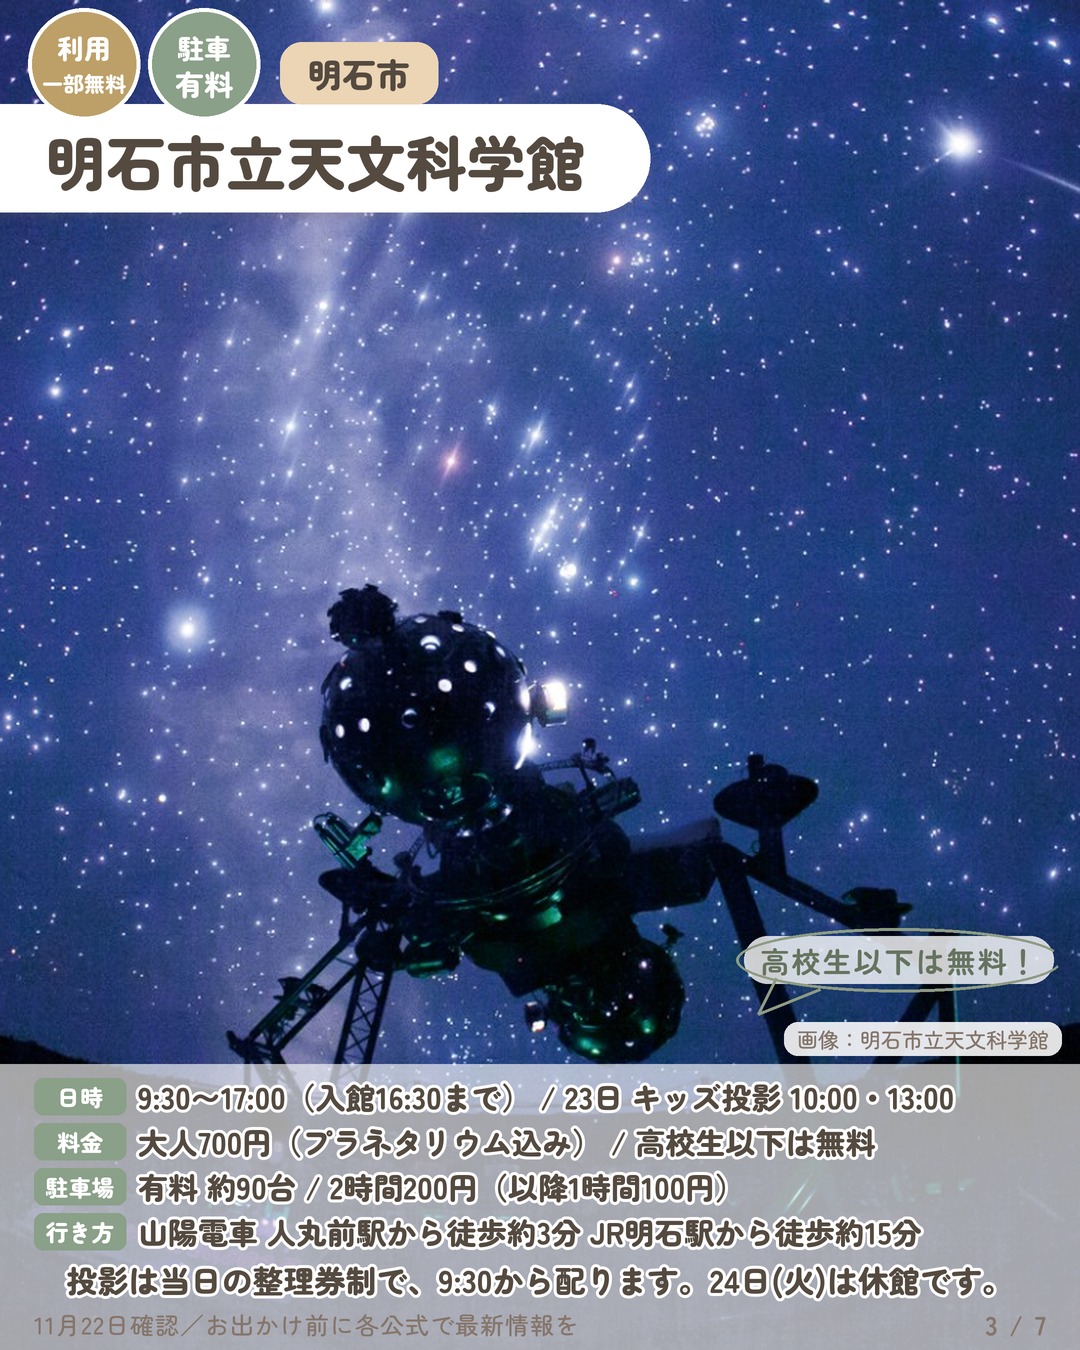 利用
一部無料
駐車
有料
明石市
明石市立天文科学館
高校生以下は無料！
画像：明石市立天文科学館
日時 9:30～17:00（入館16:30まで） / 23日 キッズ投影 10:00・13:00
料金 大人700円（プラネタリウム込み） / 高校生以下は無料
駐車場 有料 約90台 / 2時間200円（以降1時間100円）
行き方 山陽電車 人丸前駅から徒歩約3分 JR明石駅から徒歩約15分
投影は当日の整理券制で、9:30から配ります。24日(火)は休館です。
11月22日確認／お出かけ前に各公式で最新情報を
3 / 7